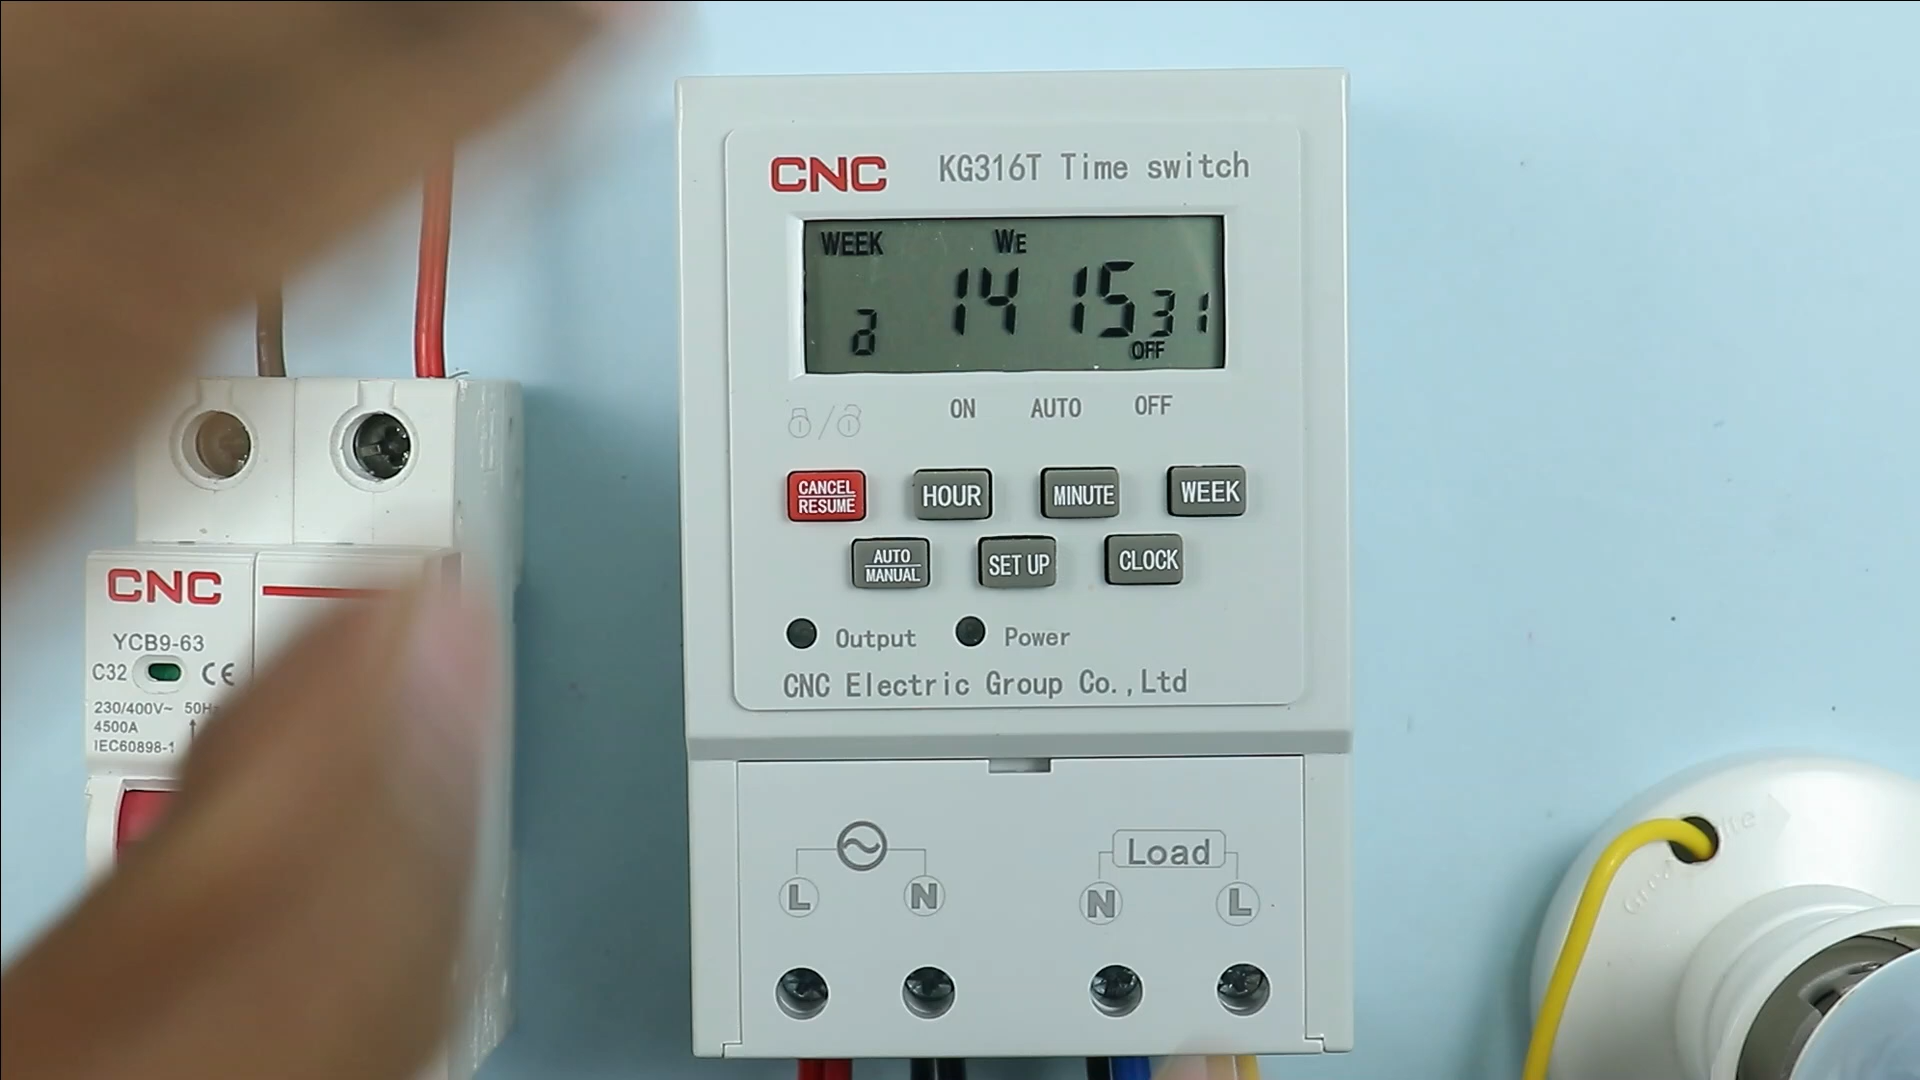 CNC KG316T Time switch
WEEK WE
d 14 15 31
OFF
ON AUTO OFF
CANCEL
RESUME
HOUR
MINUTE
WEEK
AUTO
MANUAL
SET UP
CLOCK
Output Power
CNC Electric Group Co.,Ltd
Load
L N N L
CNC
YCB9-63
C32 CE
230/400V~ 50Hz
4500A
IEC60898-1